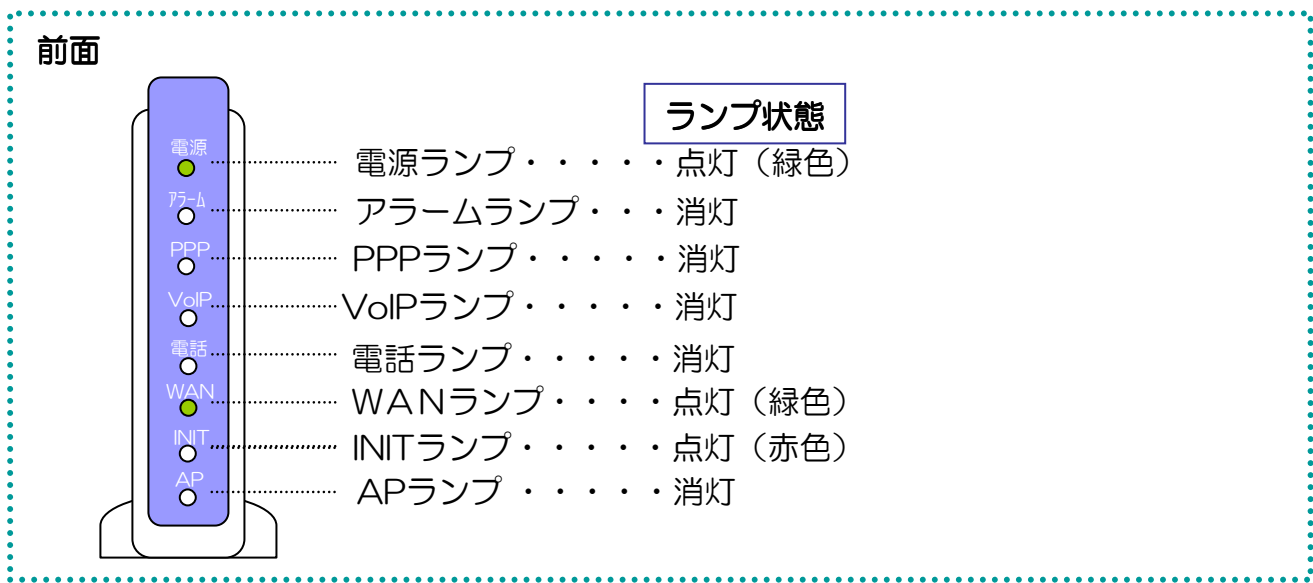 前面
ランプ状態
電源 電源ランプ・・・・・点灯（緑色）
アラーム アラームランプ・・・消灯
PPP PPPランプ・・・・・消灯
VoIP VoIPランプ・・・・・消灯
電話 電話ランプ・・・・・消灯
WAN ＷＡＮランプ・・・・点灯（緑色）
INIT INITランプ・・・・・点灯（赤色）
AP APランプ ・・・・・消灯